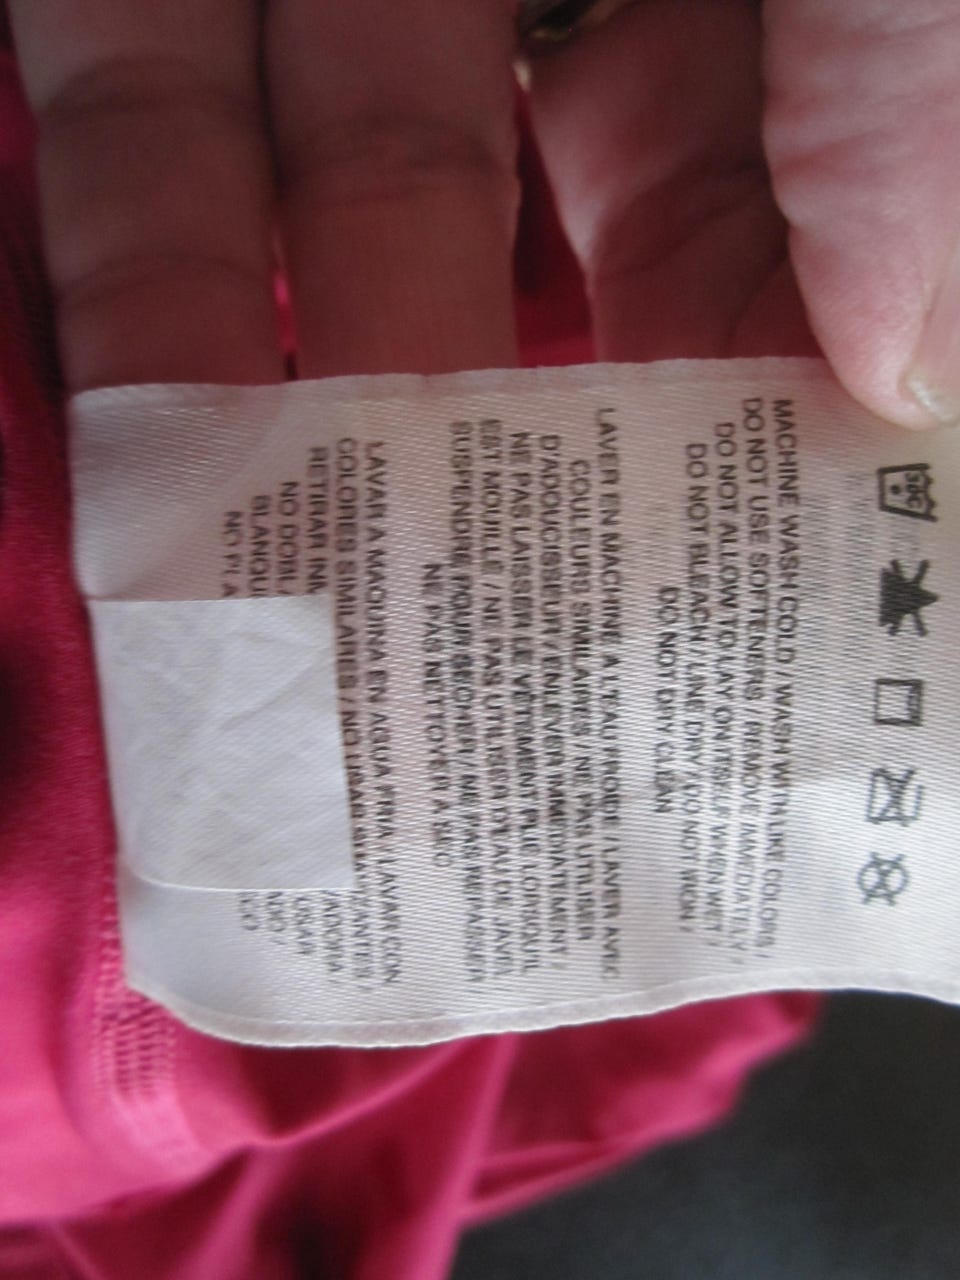 30C
MACHINE WASH COLD / WASH WITH LIKE COLORS /
DO NOT USE SOFTENERS / REMOVE IMMEDIATELY /
DO NOT ALLOW TO LAY ON ITSELF WHEN WET /
DO NOT BLEACH / LINE DRY / DO NOT IRON /
DO NOT DRY CLEAN
LAVER EN MACHINE A L'EAU FROIDE / LAVER AVEC
COULEURS SIMILAIRES / NE PAS UTILISER
D'ADOUCISSEUR / ENLEVER IMMEDIATEMENT /
NE PAS LAISSER LE VETEMENT PLIE LORSQU'IL
EST MOUILLE / NE PAS UTILISER D'EAU DE JAVEL /
SUSPENDRE POUR SECHER / NE PAS REPASSER
NE PAS NETTOYER A SEC
LAVAR A MAQUINA EN AGUA FRIA / LAVAR CON
COLORES SIMILARES / NO USAR
RETIRAR
NO
NO